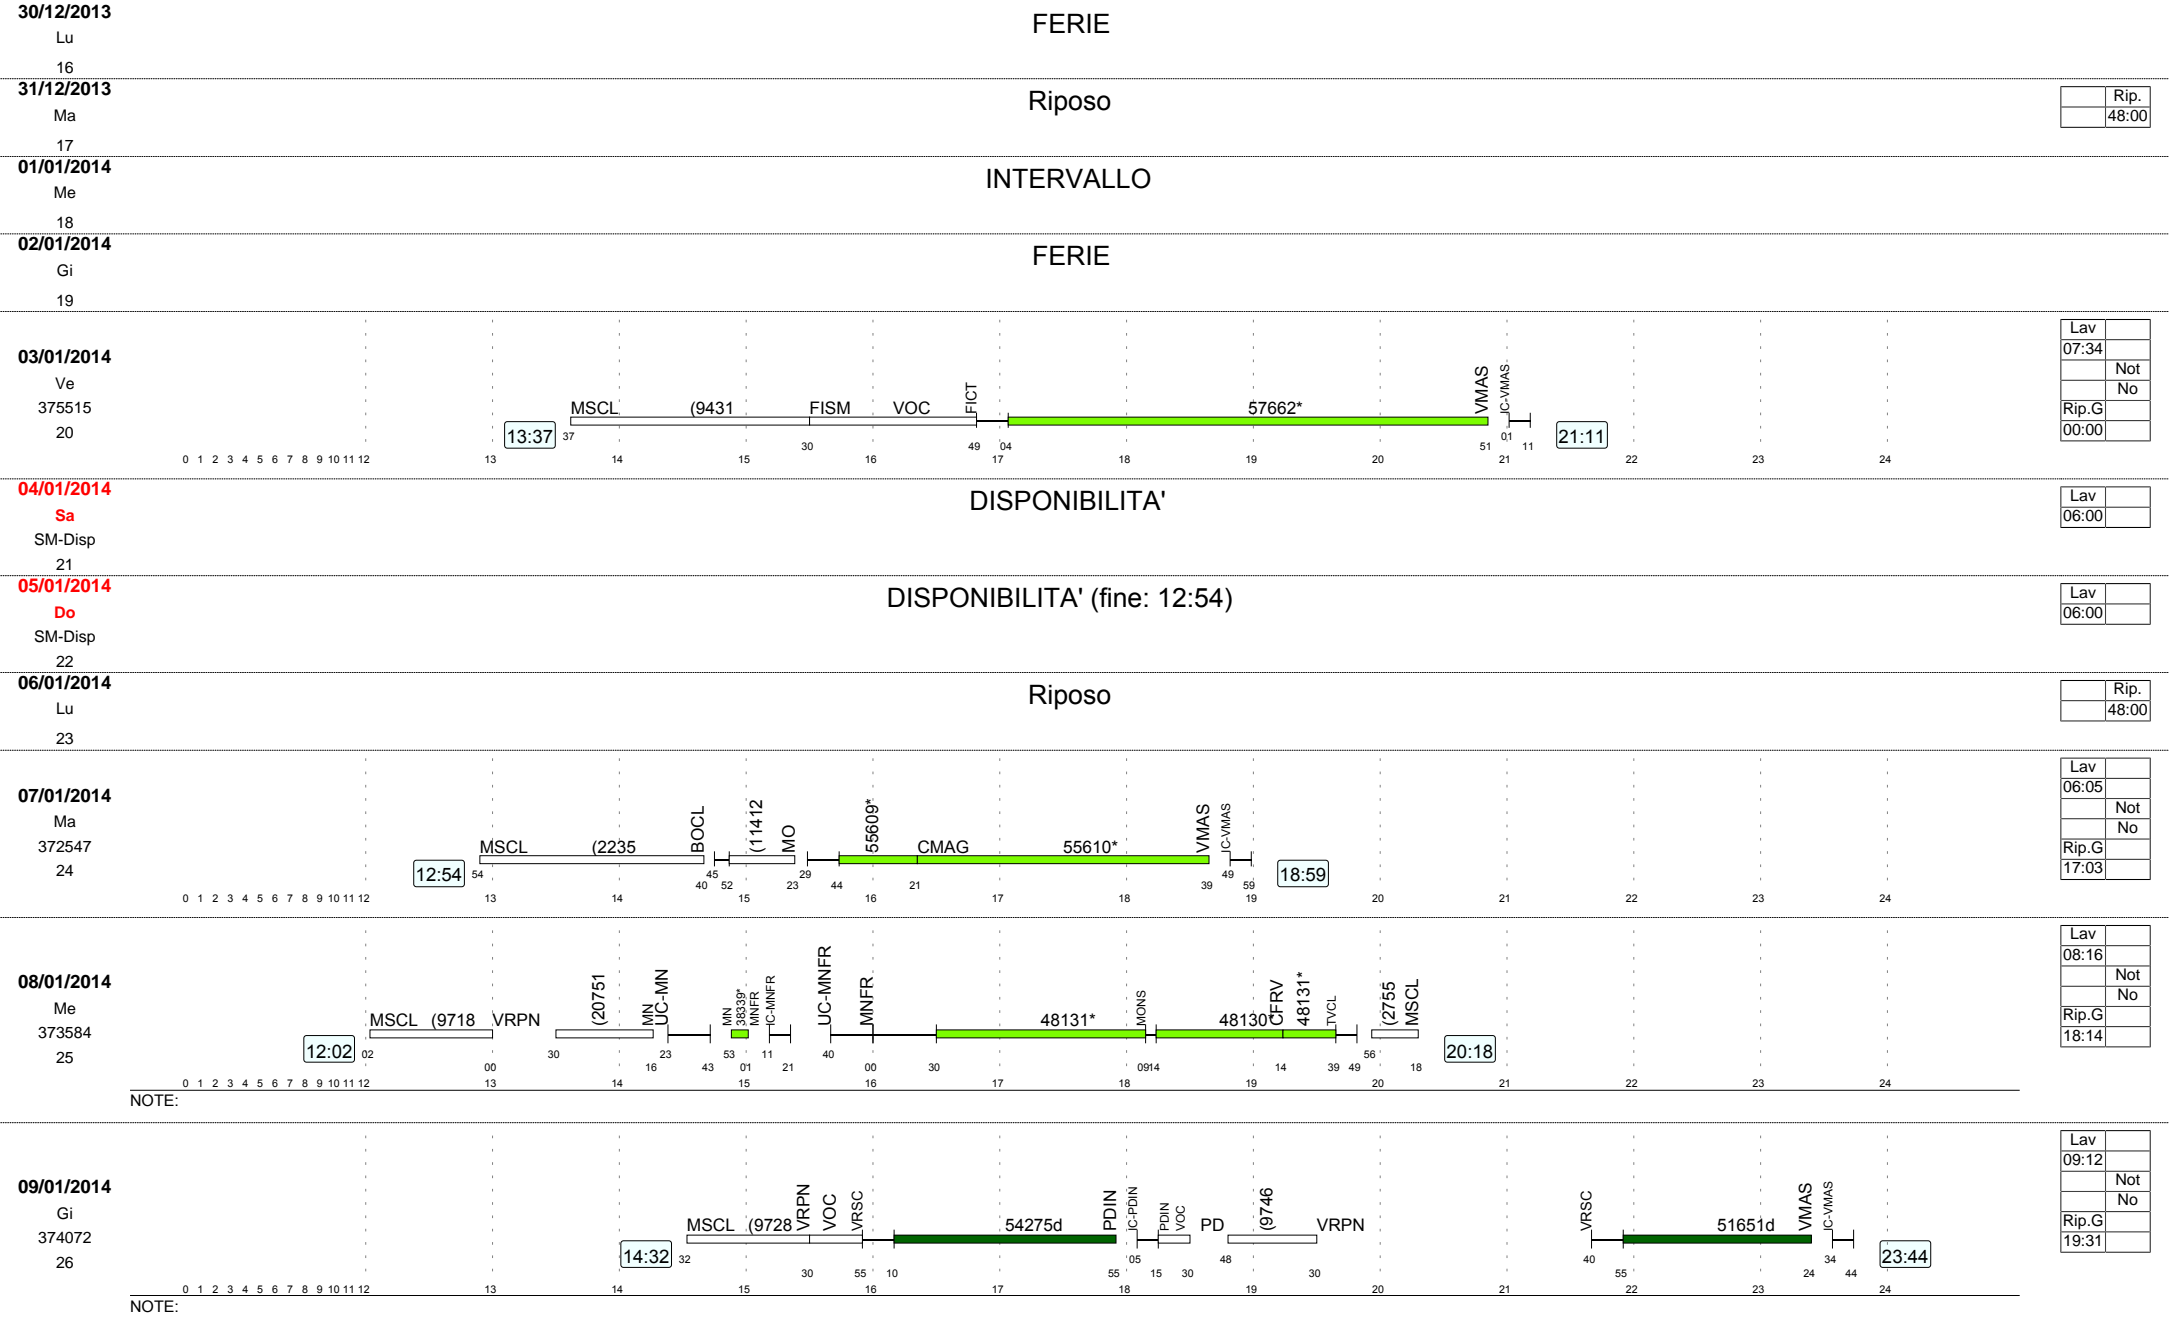 30/12/2013
Lu
16
FERIE
31/12/2013
Ma
17
Riposo
Rip.
48:00
01/01/2014
Me
18
INTERVALLO
02/01/2014
Gi
19
FERIE
03/01/2014
Ve
375515
20
13:37
MSCL (9431 FISM VOC FICT 57662* VMAS IC-VMAS
37 30 49 04 51 01 11
21:11
0 1 2 3 4 5 6 7 8 9 10 11 12 13 14 15 16 17 18 19 20 21 22 23 24
Lav
07:34
Not
No
Rip.G
00:00
04/01/2014
Sa
SM-Disp
21
DISPONIBILITA'
Lav
06:00
05/01/2014
Do
SM-Disp
22
DISPONIBILITA' (fine: 12:54)
Lav
06:00
06/01/2014
Lu
23
Riposo
Rip.
48:00
07/01/2014
Ma
372547
24
12:54
MSCL (2235 BOCL (11412 MO 55609* CMAG 55610* VMAS IC-VMAS
54 40 45 52 23 29 44 21 39 49 59
18:59
0 1 2 3 4 5 6 7 8 9 10 11 12 13 14 15 16 17 18 19 20 21 22 23 24
Lav
06:05
Not
No
Rip.G
17:03
08/01/2014
Me
373584
25
12:02
MSCL (9718 VRPN (20751 MN UC-MN MN 38339* MNFR IC-MNFR UC-MNFR MNFR 48131* MONS 48130* CFRV 48131* TVCL (2755 MSCL
02 00 30 16 23 43 53 01 11 21 40 00 30 09 14 14 39 49 56 18
20:18
0 1 2 3 4 5 6 7 8 9 10 11 12 13 14 15 16 17 18 19 20 21 22 23 24
NOTE:
Lav
08:16
Not
No
Rip.G
18:14
09/01/2014
Gi
374072
26
14:32
MSCL (9728 VRPN VOC VRSC 54275d PDIN IC-PDIN PDIN VOC PD (9746 VRPN VRSC 51651d VMAS IC-VMAS
32 30 55 10 55 05 15 30 48 30 40 55 24 34 44
23:44
0 1 2 3 4 5 6 7 8 9 10 11 12 13 14 15 16 17 18 19 20 21 22 23 24
NOTE:
Lav
09:12
Not
No
Rip.G
19:31